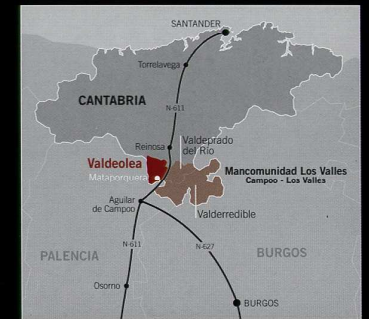 SANTANDER
Torrelavega
CANTABRIA
N-611
Reinosa
Valdeprado
del Río
Valdeolea
Mataporquera
Mancomunidad Los Valles
Campoo - Los Valles
Aguilar
de Campoo
Valderredible
PALENCIA
N-611
N-627
BURGOS
Osorno
BURGOS